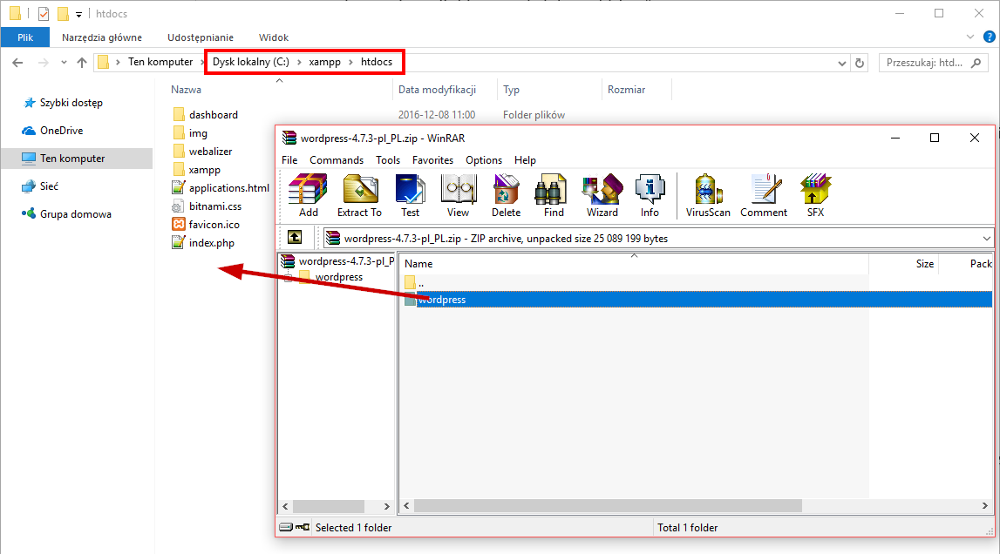 htdocs
Plik Narzędzia główne Udostępnianie Widok
Ten komputer Dysk lokalny (C:) xampp htdocs Przeszukaj: htd...
Szybki dostęp
OneDrive
Ten komputer
Sieć
Grupa domowa
Nazwa Data modyfikacji Typ Rozmiar
dashboard 2016-12-08 11:00 Folder plików
img
webalizer
xampp
applications.html
bitnami.css
favicon.ico
index.php
wordpress-4.7.3-pl_PL.zip - WinRAR
File Commands Tools Favorites Options Help
Add Extract To Test View Delete Find Wizard Info VirusScan Comment SFX
wordpress-4.7.3-pl_PL.zip - ZIP archive, unpacked size 25 089 199 bytes
wordpress-4.7.3-pl_P
wordpress
Name Size Pack
..
wordpress
Selected 1 folder Total 1 folder